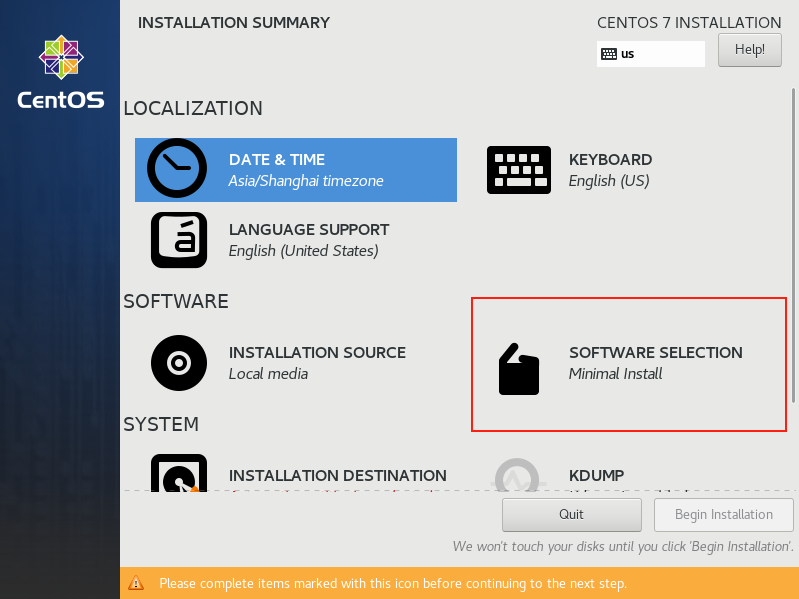 INSTALLATION SUMMARY
CENTOS 7 INSTALLATION
us
Help!
CentOS
LOCALIZATION
DATE & TIME
Asia/Shanghai timezone
KEYBOARD
English (US)
á
LANGUAGE SUPPORT
English (United States)
SOFTWARE
INSTALLATION SOURCE
Local media
SOFTWARE SELECTION
Minimal Install
SYSTEM
INSTALLATION DESTINATION
KDUMP
Quit
Begin Installation
We won't touch your disks until you click 'Begin Installation'.
Please complete items marked with this icon before continuing to the next step.